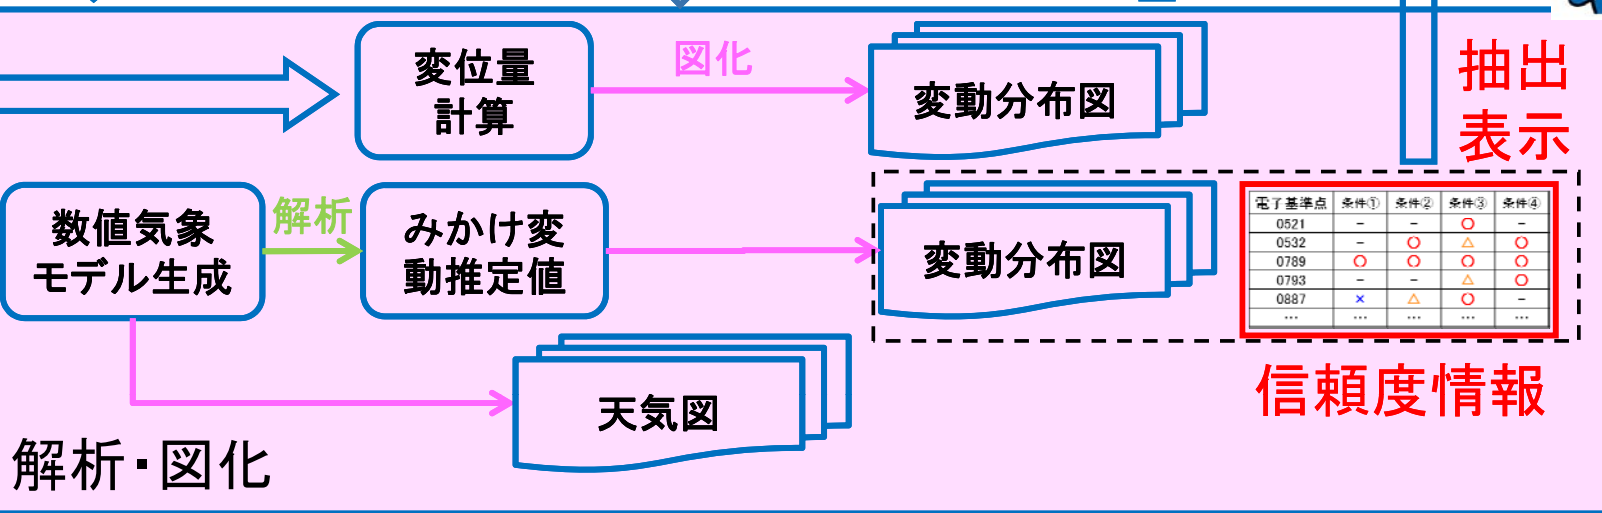 変位量
計算
図化
変動分布図
抽出
表示
数値気象
モデル生成
解析
みかけ変
動推定値
変動分布図
電子基準点 条件① 条件② 条件③ 条件④
0521 － － ○ －
0532 － ○ △ ○
0789 ○ ○ ○ ○
0793 － － △ ○
0887 × △ ○ －
… … … … …
信頼度情報
天気図
解析・図化